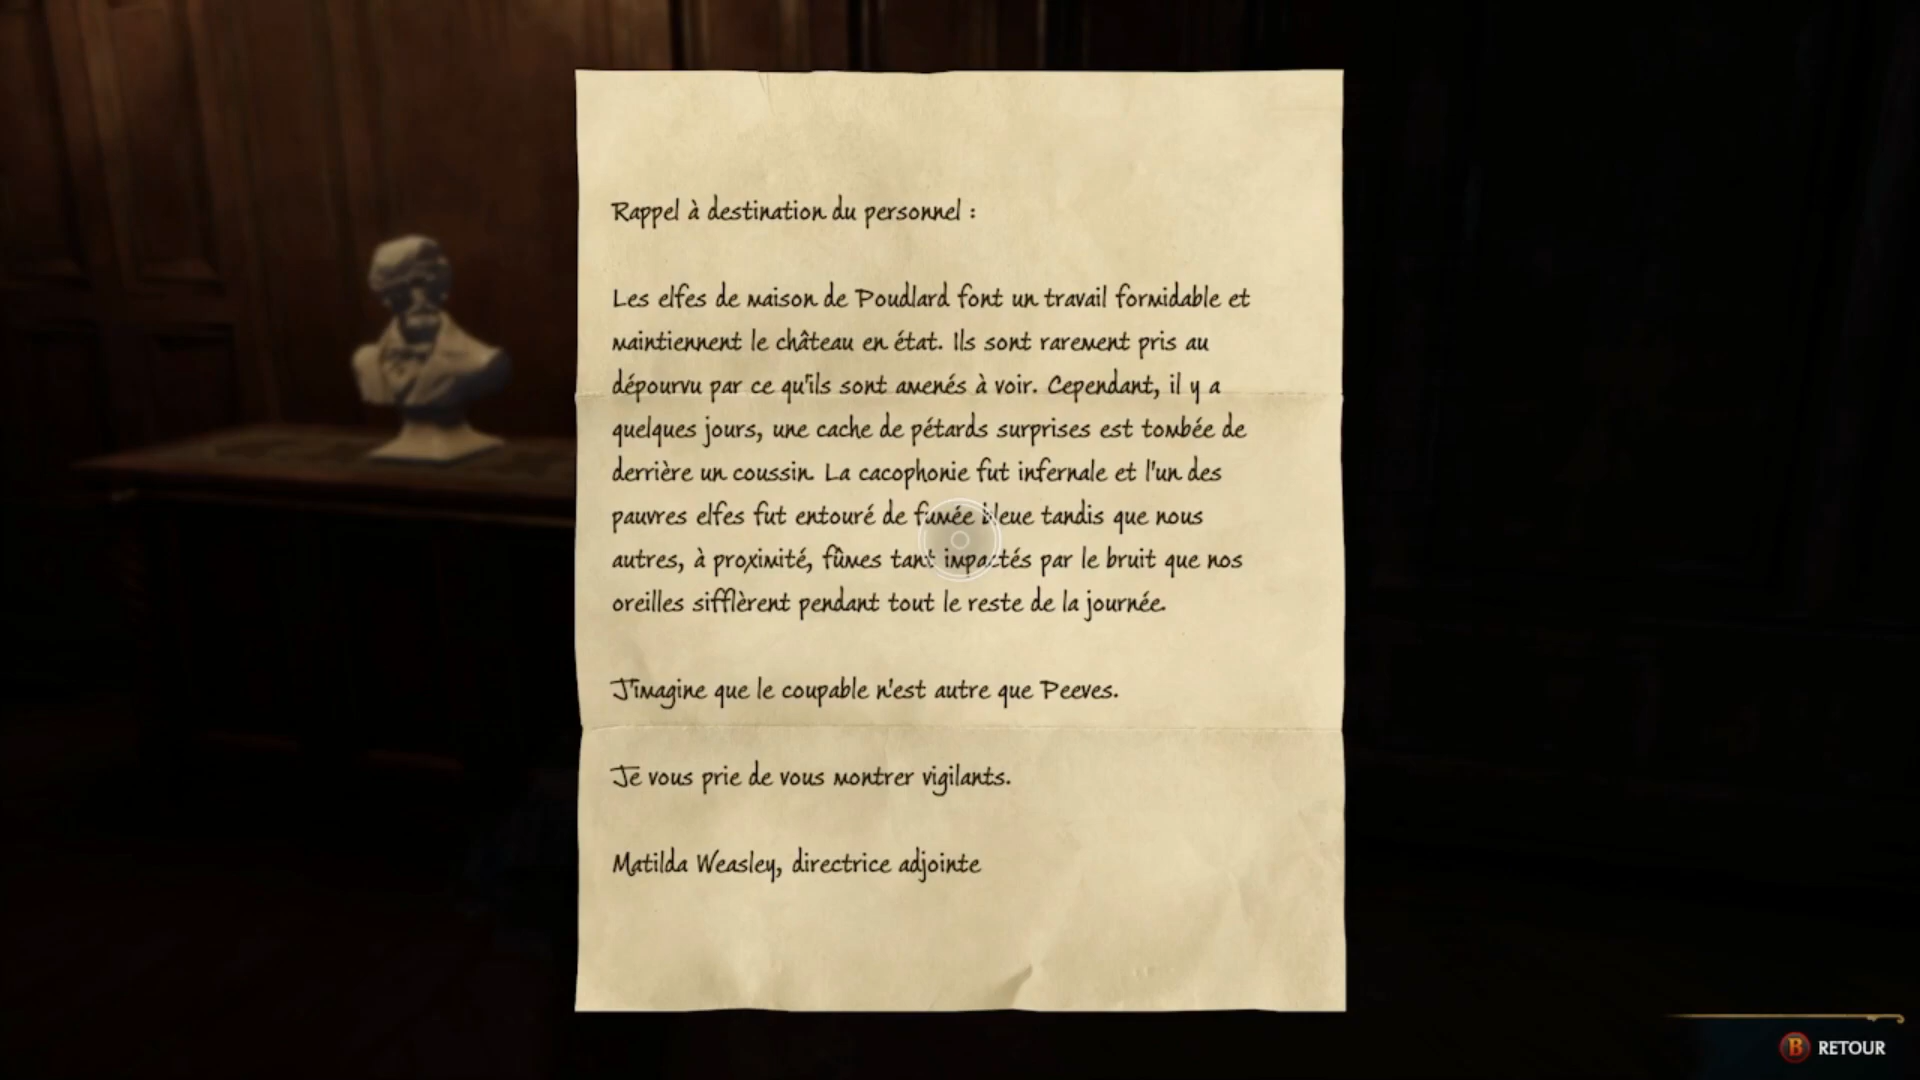 Rappel à destination du personnel :
Les elfes de maison de Poudlard font un travail formidable et
maintiennent le château en état. Ils sont rarement pris au
dépourvu par ce qu'ils sont amenés à voir. Cependant, il y a
quelques jours, une cache de pétards surprises est tombée de
derrière un coussin. La cacophonie fut infernale et l'un des
pauvres elfes fut entouré de fumée bleue tandis que nous
autres, à proximité, fûmes tant impactés par le bruit que nos
oreilles sifflèrent pendant tout le reste de la journée.
J'imagine que le coupable n'est autre que Peeves.
Je vous prie de vous montrer vigilants.
Matilda Weasley, directrice adjointe
B RETOUR